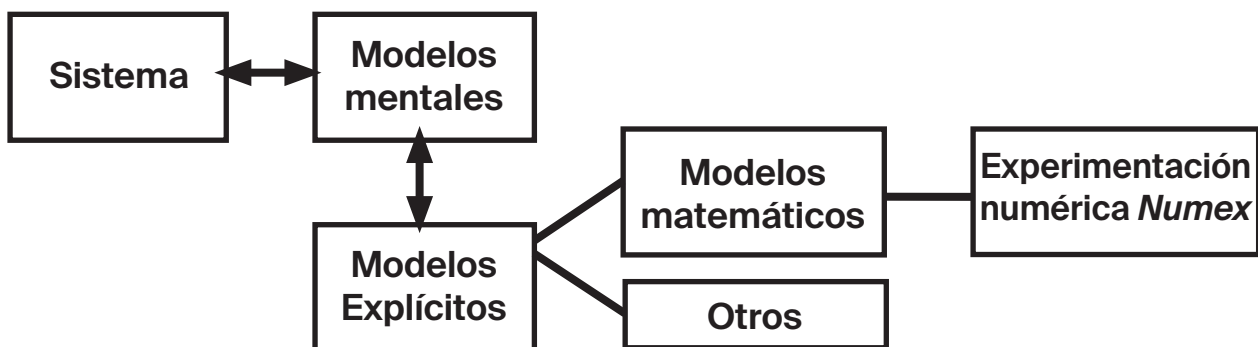 Sistema
Modelos
mentales
Modelos
matemáticos
Experimentación
numérica Numex
Modelos
Explícitos
Otros